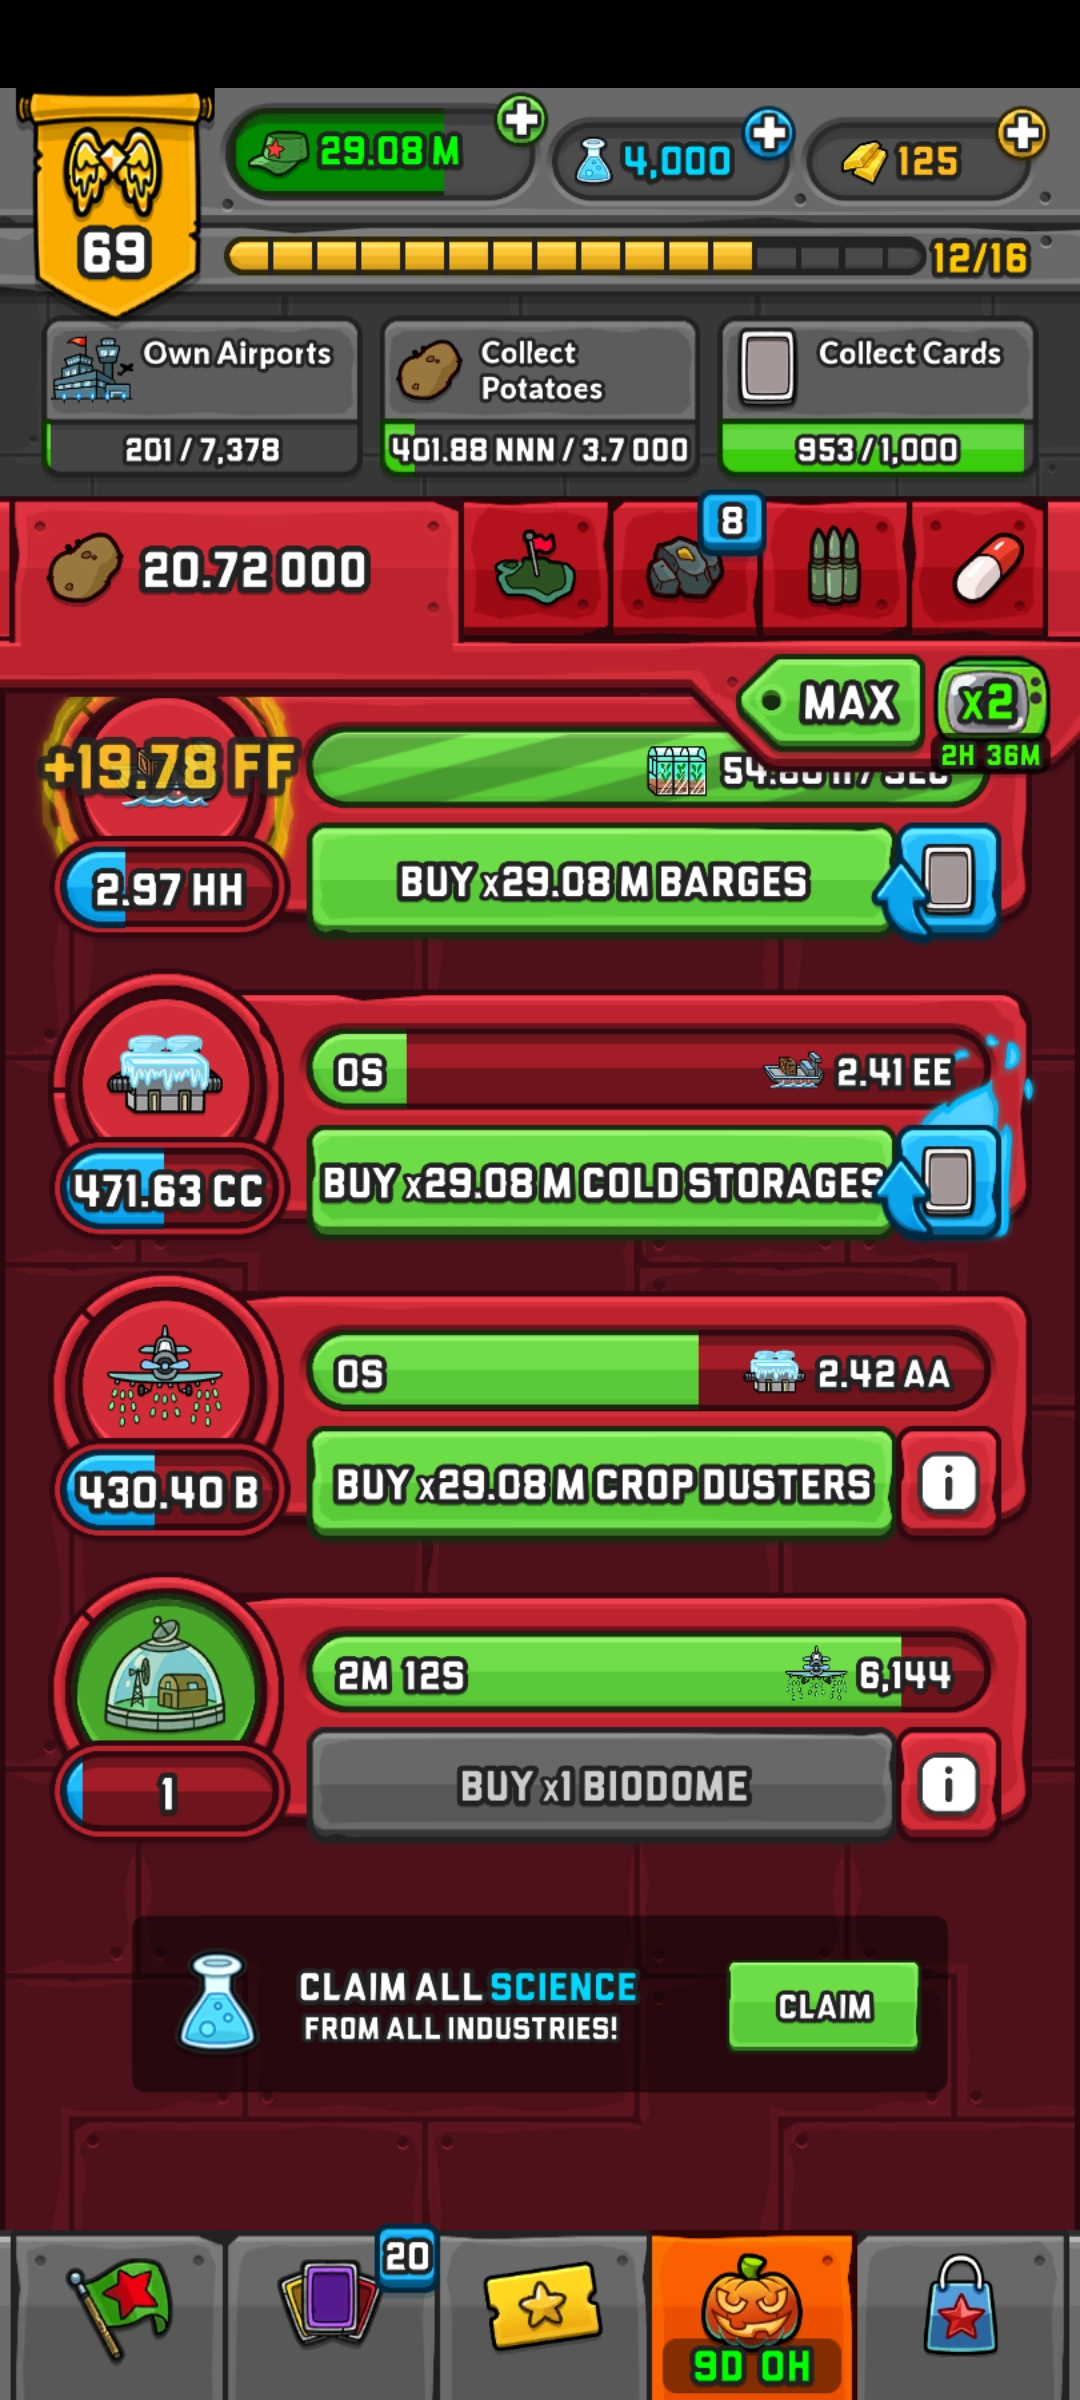 69
29.08 M
4,000
125
12/16
Own Airports
201 / 7,378
Collect
Potatoes
401.88 NNN / 3.7 OOO
Collect Cards
953 / 1,000
20.72 OOO
8
MAX
x2
2H 36M
+19.78 FF
2.97 HH
BUY x29.08 M BARGES
0S
2.41 EE
471.63 CC
BUY x29.08 M COLD STORAGES
0S
2.42 AA
430.40 B
BUY x29.08 M CROP DUSTERS
i
2M 12S
6,144
1
BUY x1 BIODOME
i
CLAIM ALL SCIENCE
FROM ALL INDUSTRIES!
CLAIM
20
9D 0H